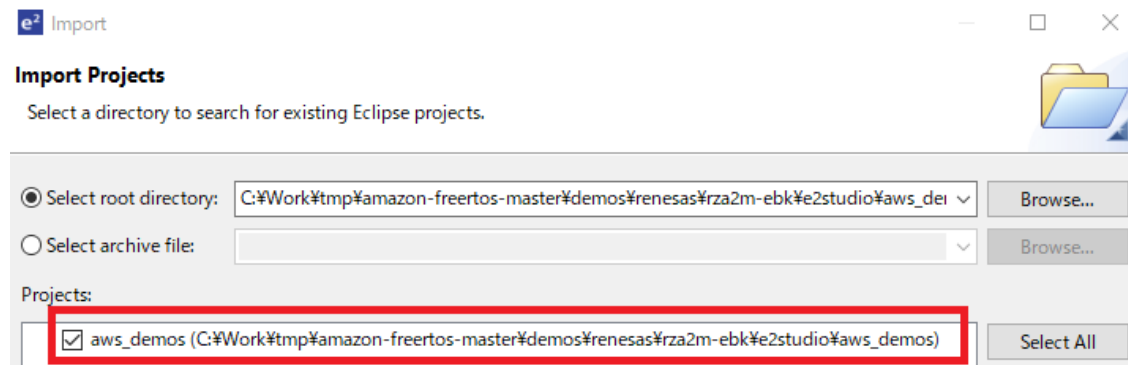 e² Import
Import Projects
Select a directory to search for existing Eclipse projects.
Select root directory: C:¥Work¥tmp¥amazon-freertos-master¥demos¥renesas¥rza2m-ebk¥e2studio¥aws_der Browse...
Select archive file: Browse...
Projects:
aws_demos (C:¥Work¥tmp¥amazon-freertos-master¥demos¥renesas¥rza2m-ebk¥e2studio¥aws_demos) Select All